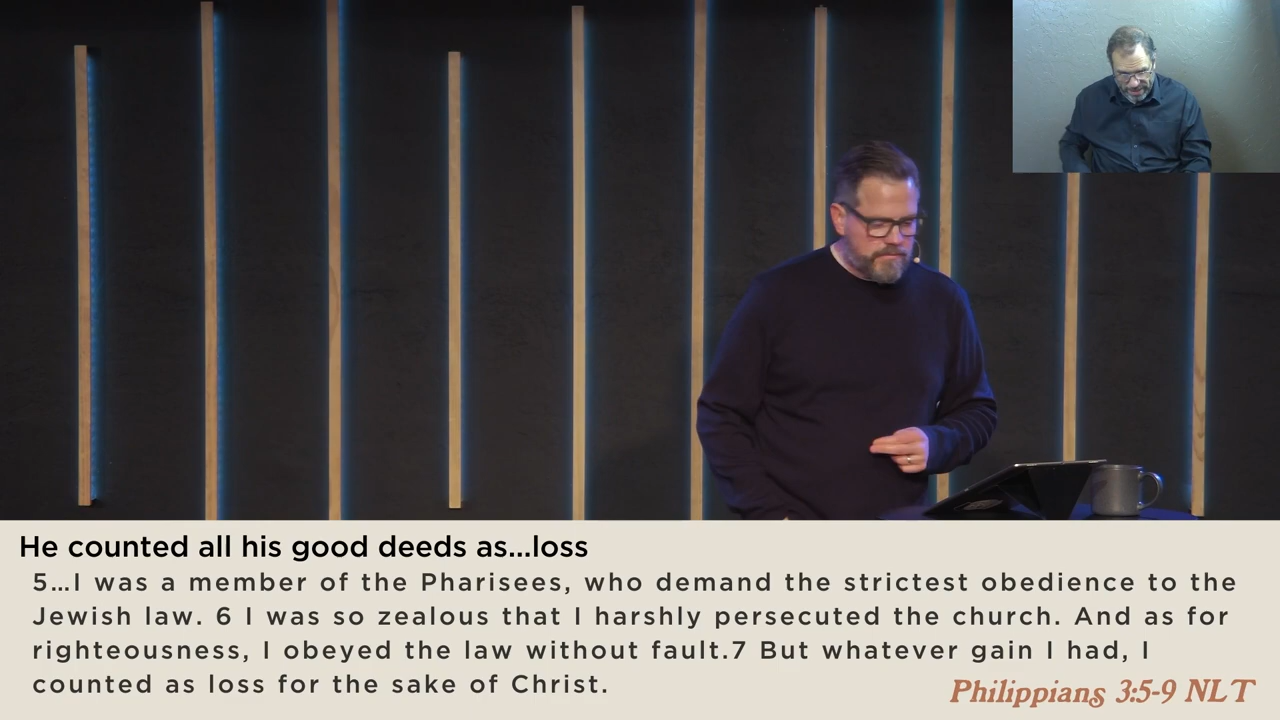 He counted all his good deeds as...loss
5...I was a member of the Pharisees, who demand the strictest obedience to the
Jewish law. 6 I was so zealous that I harshly persecuted the church. And as for
righteousness, I obeyed the law without fault.7 But whatever gain I had, I
counted as loss for the sake of Christ.
Philippians 3:5-9 NLT